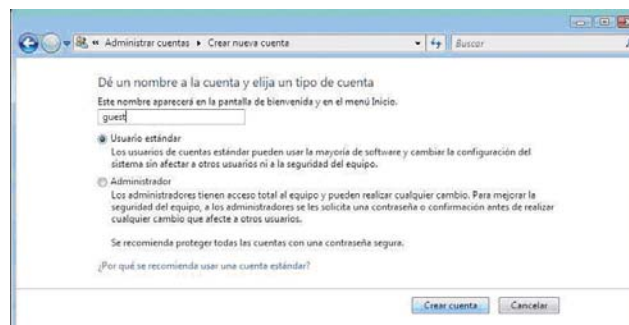 « Administrar cuentas ▸ Crear nueva cuenta
Buscar
Dé un nombre a la cuenta y elija un tipo de cuenta
Este nombre aparecerá en la pantalla de bienvenida y en el menú Inicio.
guest
Usuario estándar
Los usuarios de cuentas estándar pueden usar la mayoría de software y cambiar la configuración del
sistema sin afectar a otros usuarios ni a la seguridad del equipo.
Administrador
Los administradores tienen acceso total al equipo y pueden realizar cualquier cambio. Para mejorar la
seguridad del equipo, a los administradores se les solicita una contraseña o confirmación antes de realizar
cualquier cambio que afecte a otros usuarios.
Se recomienda proteger todas las cuentas con una contraseña segura.
¿Por qué se recomienda usar una cuenta estándar?
Crear cuenta
Cancelar